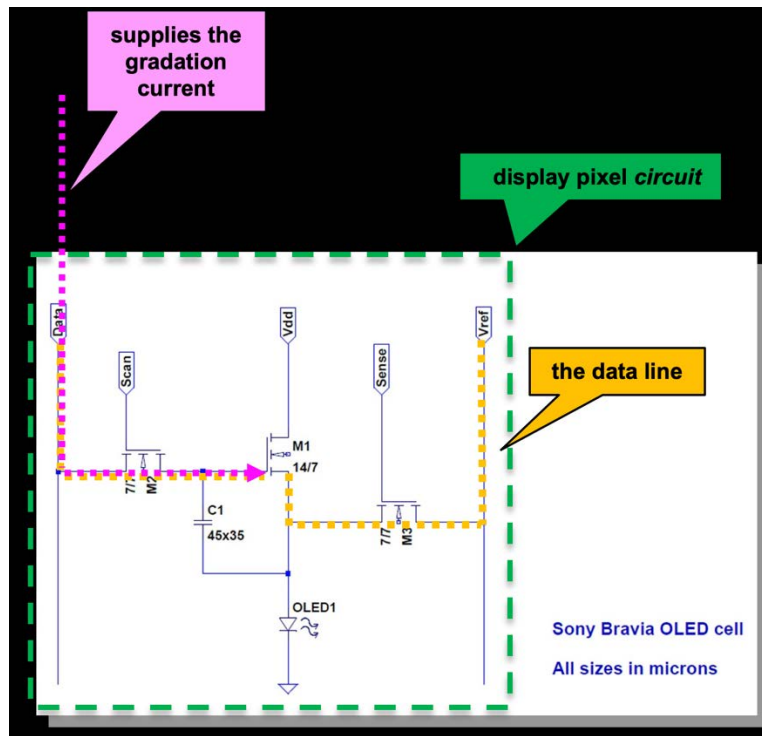 supplies the
gradation
current
display pixel circuit
Data
Scan
Vdd
Sense
Vref
the data line
M1
14/7
7/7
M2
C1
45x35
7/7
M3
OLED1
Sony Bravia OLED cell
All sizes in microns